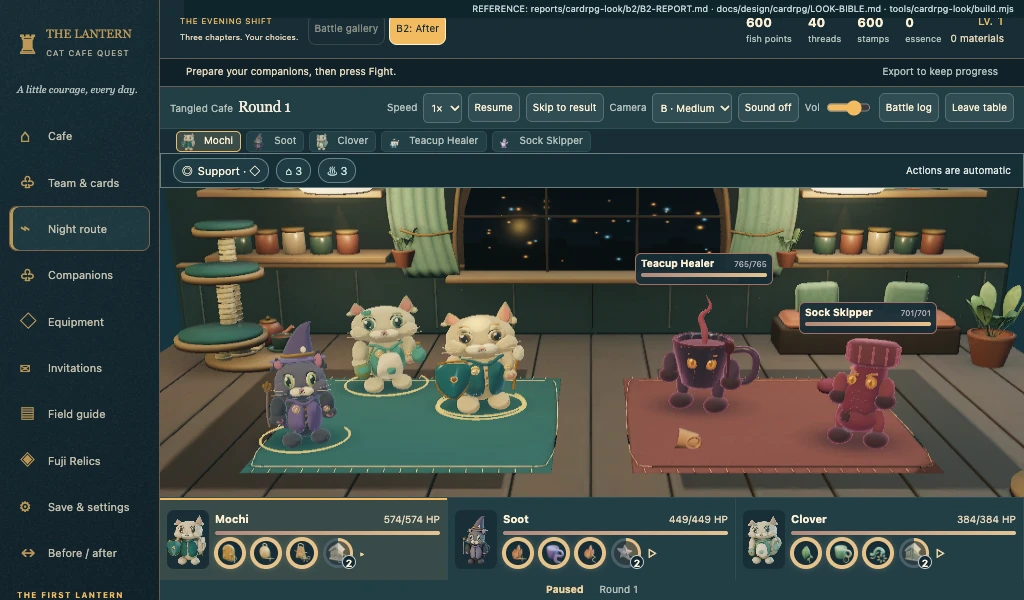 REFERENCE: reports/cardrpg-look/b2/B2-REPORT.md · docs/design/cardrpg/LOOK-BIBLE.md · tools/cardrpg-look/build.mjs
THE LANTERN
CAT CAFE QUEST
A little courage, every day.
Cafe
Team & cards
Night route
Companions
Equipment
Invitations
Field guide
Fuji Relics
Save & settings
Before / after
THE FIRST LANTERN
THE EVENING SHIFT
Three chapters. Your choices.
Battle gallery
B2: After
600
fish points
40
threads
600
stamps
0
essence
LV. 1
0 materials
Prepare your companions, then press Fight.
Export to keep progress
Tangled Cafe Round 1
Speed 1x Resume Skip to result Camera B · Medium Sound off Vol Battle log Leave table
Mochi Soot Clover Teacup Healer Sock Skipper
Support · ◇ 3 3
Actions are automatic
Teacup Healer 765/765
Sock Skipper 701/701
Mochi 574/574 HP
2
Soot 449/449 HP
2
Clover 384/384 HP
2
Paused Round 1